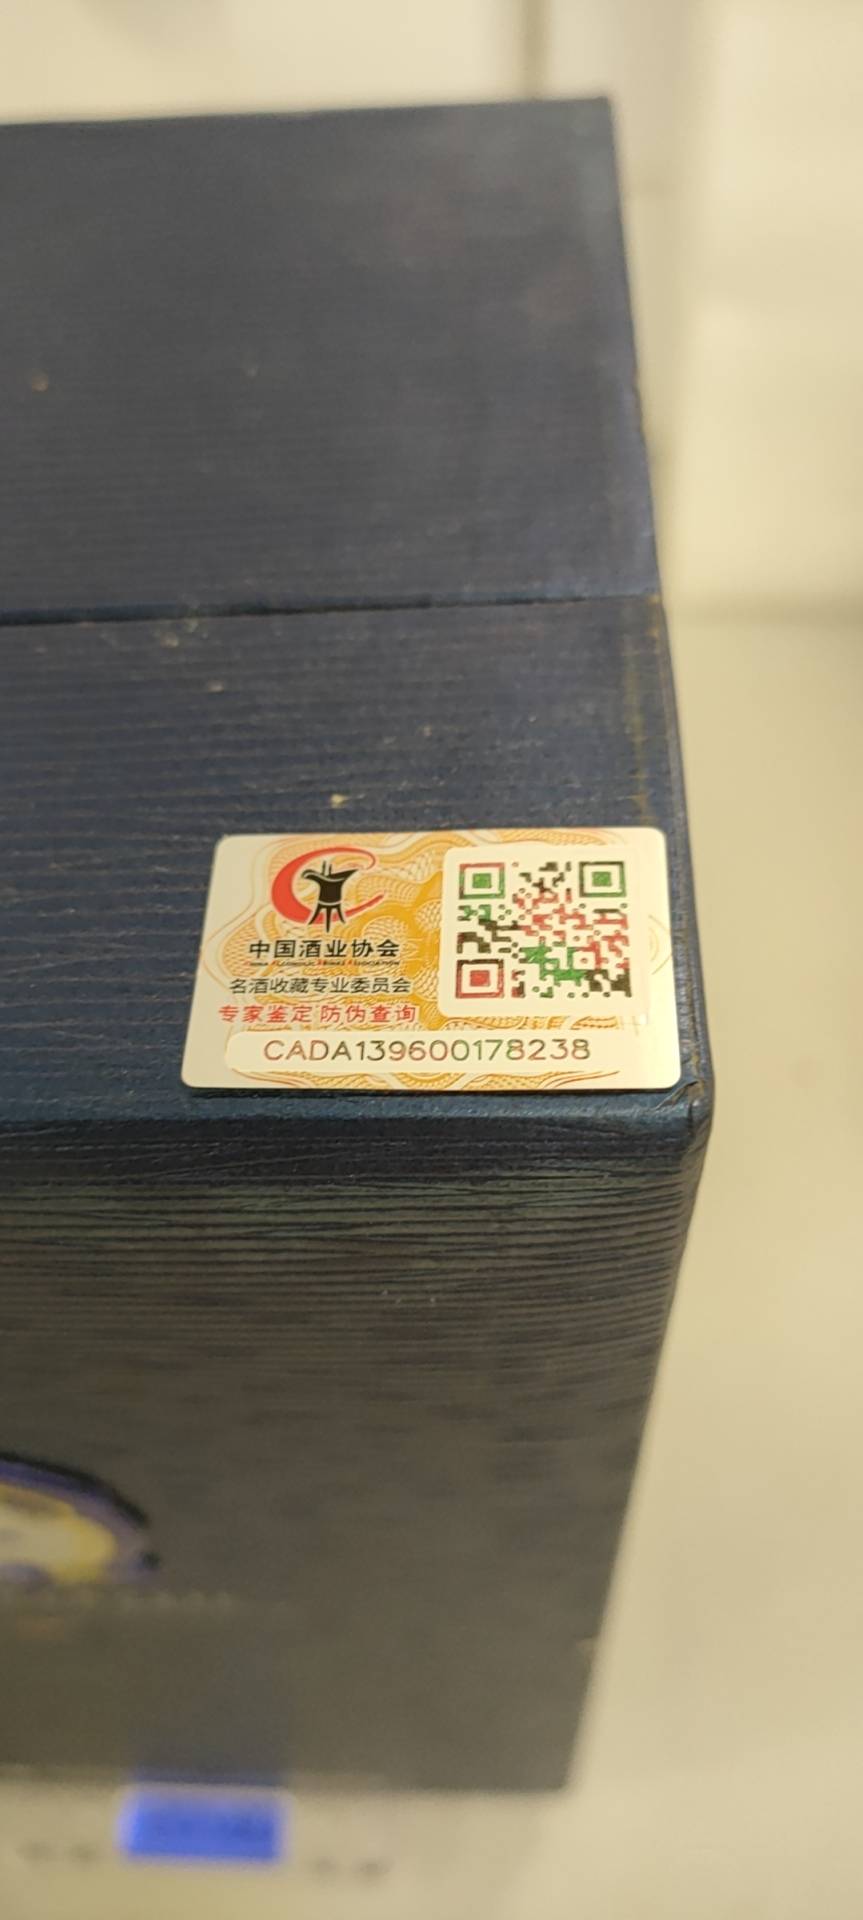 中国酒业协会
名酒收藏专业委员会
专家鉴定 防伪查询
CADA139600178238